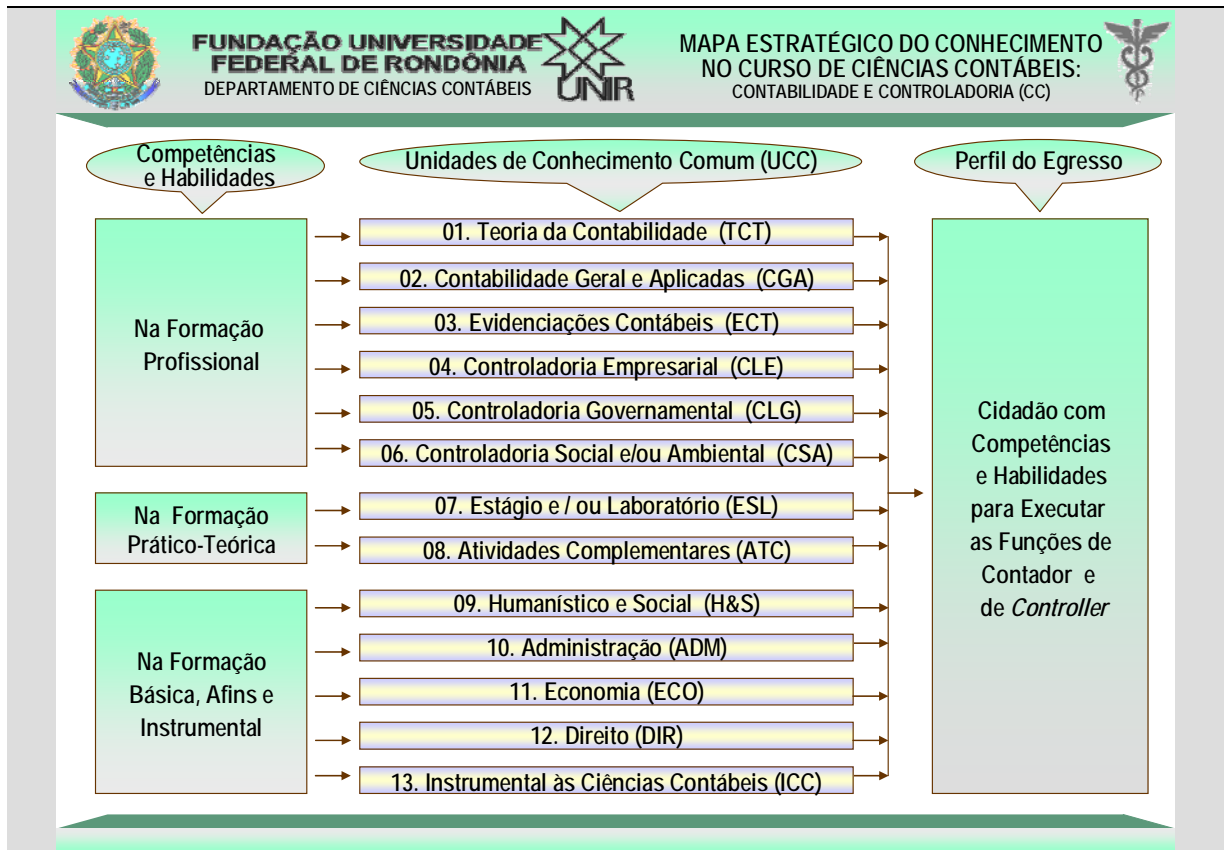 FUNDAÇÃO UNIVERSIDADE
FEDERAL DE RONDÔNIA
DEPARTAMENTO DE CIÊNCIAS CONTÁBEIS
UNIR
MAPA ESTRATÉGICO DO CONHECIMENTO
NO CURSO DE CIÊNCIAS CONTÁBEIS:
CONTABILIDADE E CONTROLADORIA (CC)
Competências
e Habilidades
Unidades de Conhecimento Comum (UCC)
Perfil do Egresso
Na Formação
Profissional
01. Teoria da Contabilidade (TCT)
02. Contabilidade Geral e Aplicadas (CGA)
03. Evidenciações Contábeis (ECT)
04. Controladoria Empresarial (CLE)
05. Controladoria Governamental (CLG)
06. Controladoria Social e/ou Ambiental (CSA)
Na Formação
Prático-Teórica
07. Estágio e / ou Laboratório (ESL)
08. Atividades Complementares (ATC)
Na Formação
Básica, Afins e
Instrumental
09. Humanístico e Social (H&S)
10. Administração (ADM)
11. Economia (ECO)
12. Direito (DIR)
13. Instrumental às Ciências Contábeis (ICC)
Cidadão com
Competências
e Habilidades
para Executar
as Funções de
Contador e
de Controller